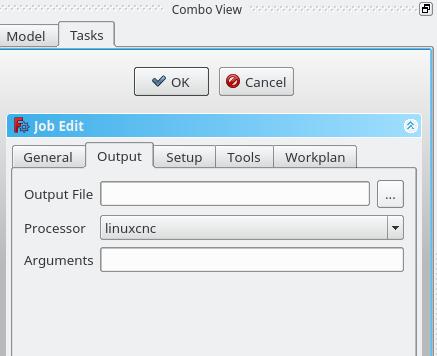 Combo View
Model Tasks
OK Cancel
Job Edit
General Output Setup Tools Workplan
Output File ...
Processor linuxcnc
Arguments